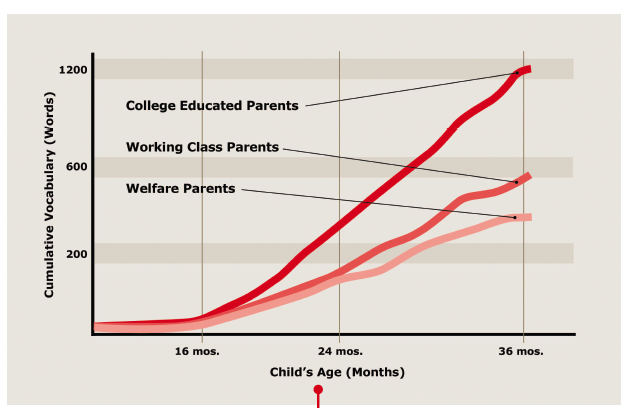 1200
College Educated Parents
Working Class Parents
600
Welfare Parents
200
Cumulative Vocabulary (Words)
16 mos.
24 mos.
36 mos.
Child's Age (Months)